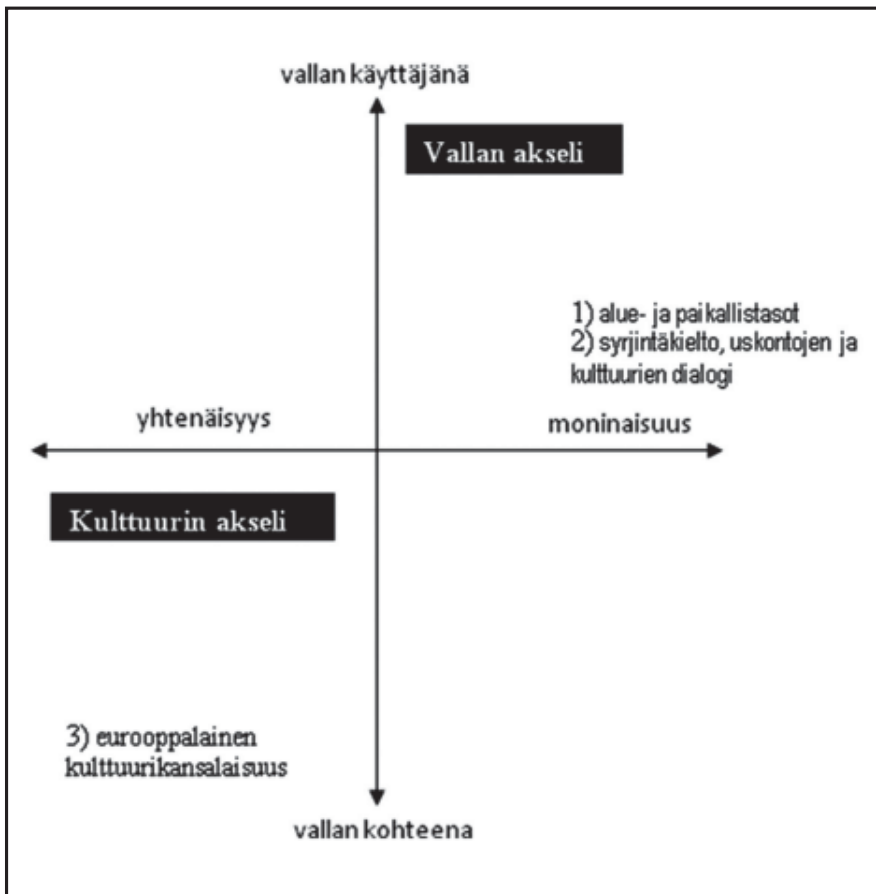 vallan käyttäjänä
Vallan akseli
1) alue- ja paikallistasot
2) syrjintäkielto, uskontojen ja
kulttuurien dialogi
yhtenäisyys
moninaisuus
Kulttuurin akseli
3) eurooppalainen
kulttuurikansalaisuus
vallan kohteena